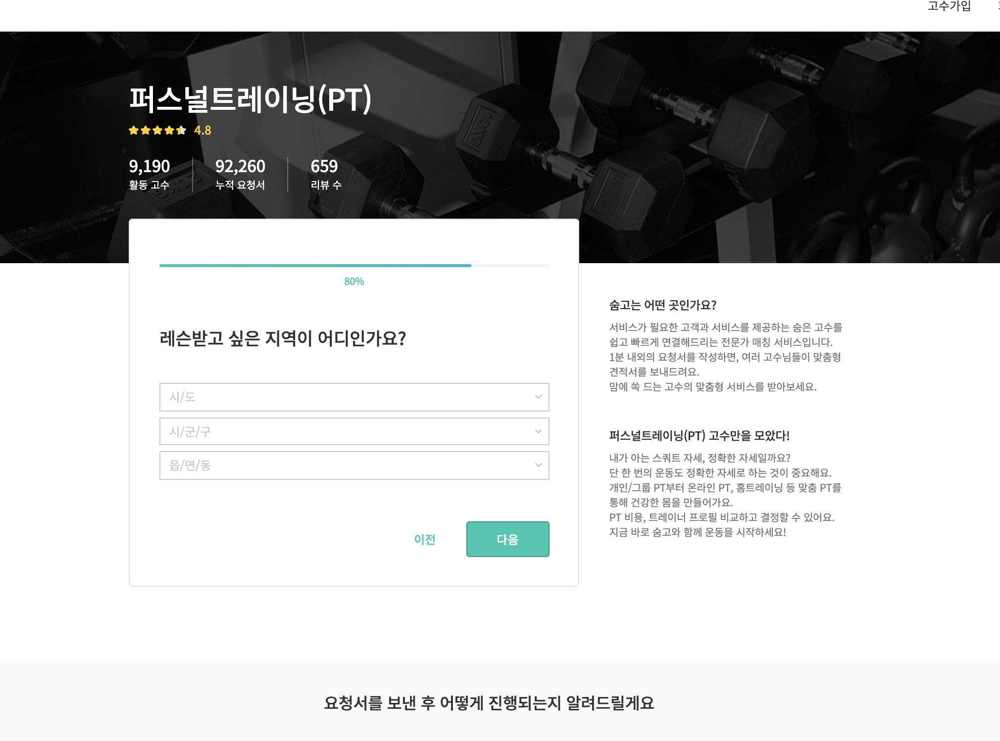 고수가입
퍼스널트레이닝(PT)
4.8
9,190
활동 고수
92,260
누적 요청서
659
리뷰 수
80%
레슨받고 싶은 지역이 어디인가요?
시/도
시/군/구
읍/면/동
이전
다음
숨고는 어떤 곳인가요?
서비스가 필요한 고객과 서비스를 제공하는 숨은 고수를
쉽고 빠르게 연결해드리는 전문가 매칭 서비스입니다.
1분 내외의 요청서를 작성하면, 여러 고수님들이 맞춤형
견적서를 보내드려요.
맘에 쏙 드는 고수의 맞춤형 서비스를 받아보세요.
퍼스널트레이닝(PT) 고수만을 모았다!
내가 아는 스쿼트 자세, 정확한 자세일까요?
단 한 번의 운동도 정확한 자세로 하는 것이 중요해요.
개인/그룹 PT부터 온라인 PT, 홈트레이닝 등 맞춤 PT를
통해 건강한 몸을 만들어가요.
PT 비용, 트레이너 프로필 비교하고 결정할 수 있어요.
지금 바로 숨고와 함께 운동을 시작하세요!
요청서를 보낸 후 어떻게 진행되는지 알려드릴게요
10KG